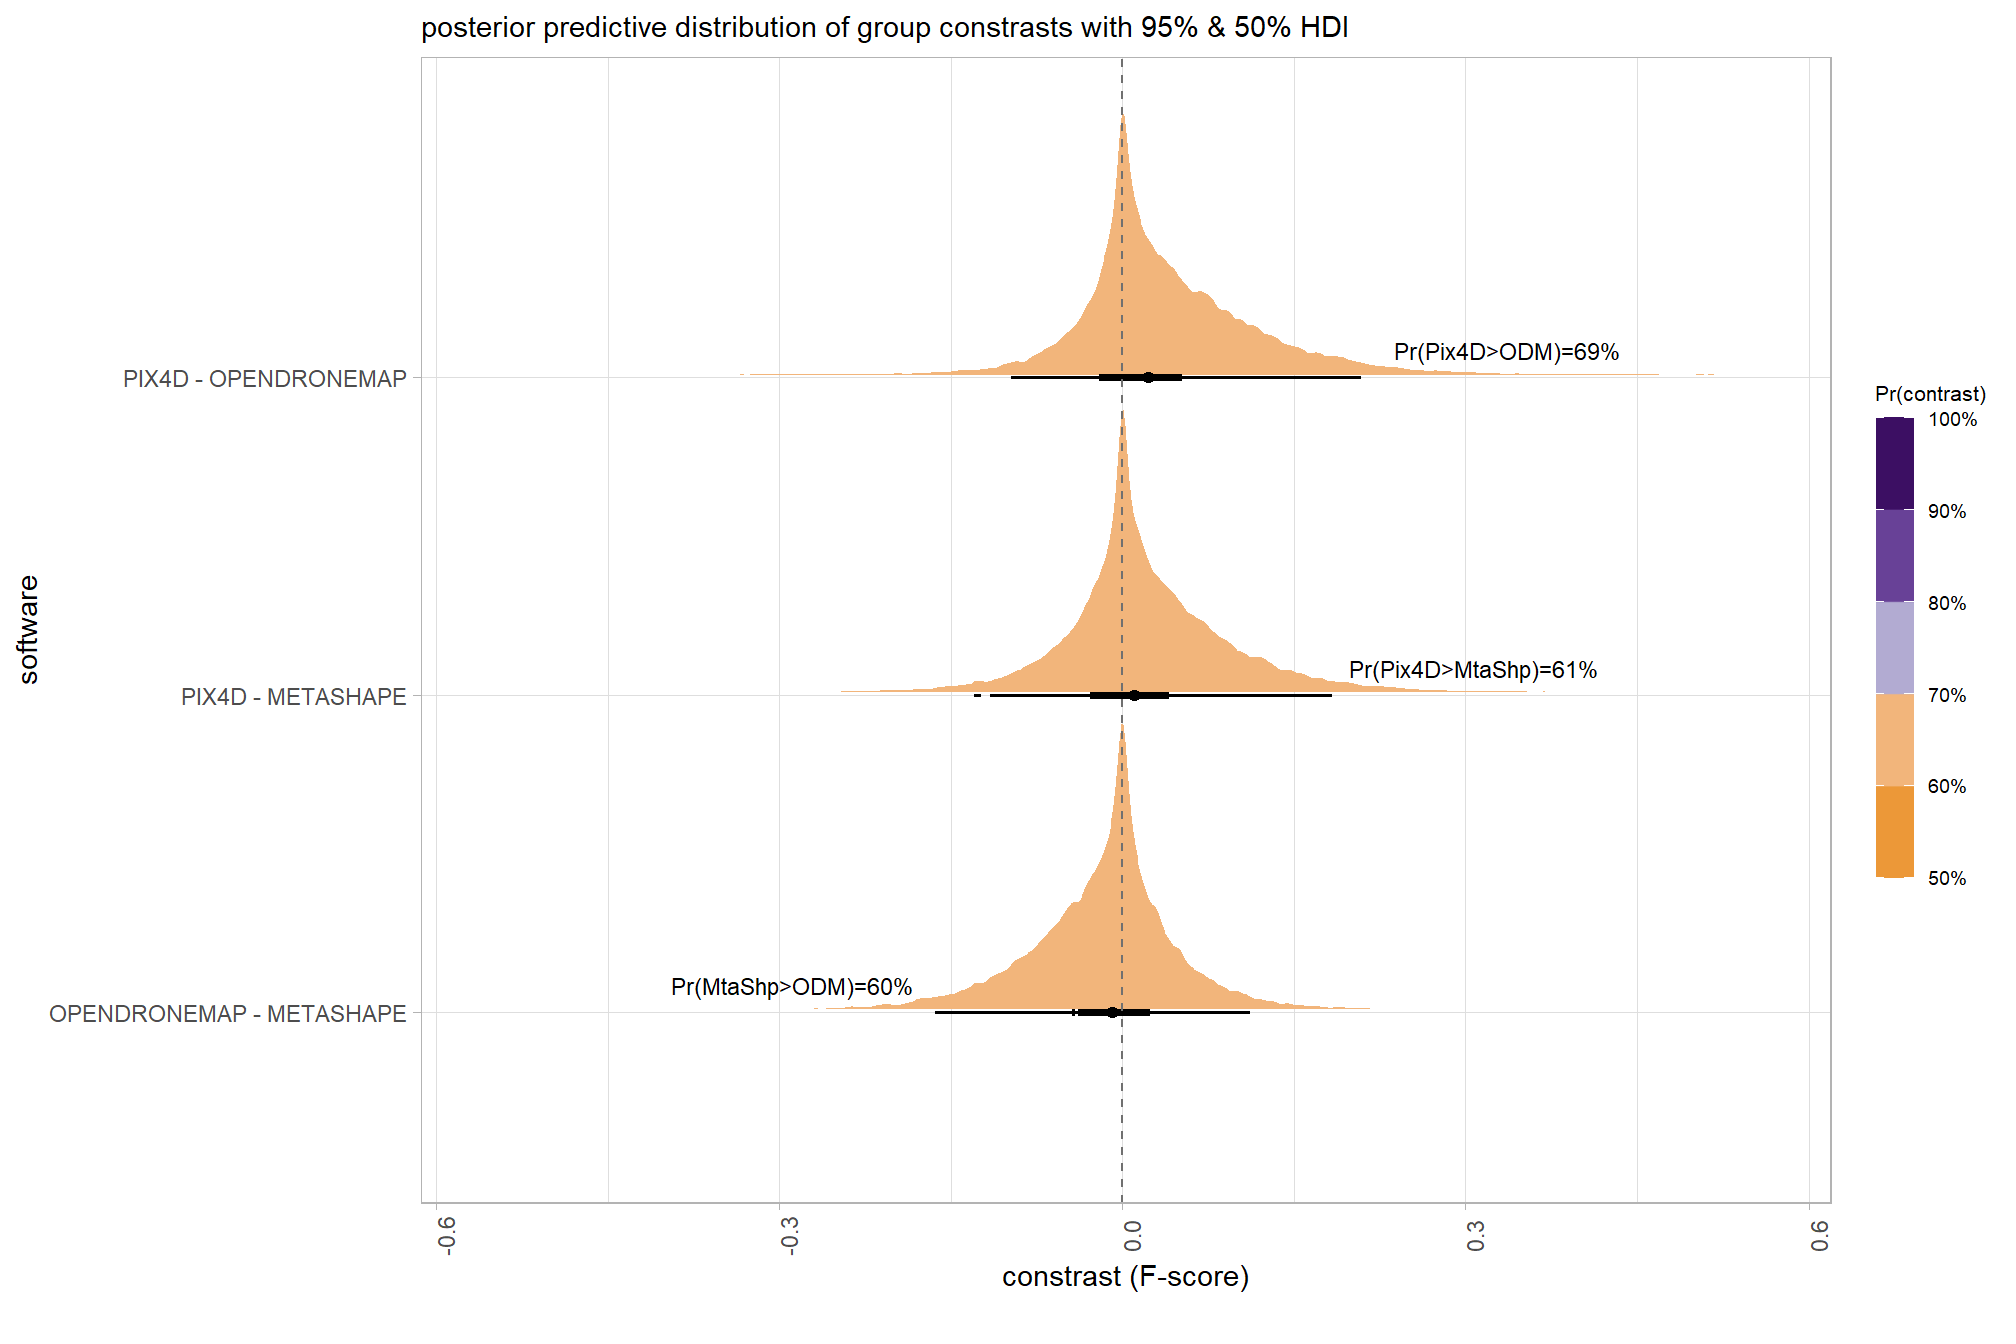 posterior predictive distribution of group constrasts with 95% & 50% HDI
software
PIX4D - OPENDRONEMAP
PIX4D - METASHAPE
OPENDRONEMAP - METASHAPE
Pr(Pix4D>ODM)=69%
Pr(Pix4D>MtaShp)=61%
Pr(MtaShp>ODM)=60%
-0.6
-0.3
0.0
0.3
0.6
constrast (F-score)
Pr(contrast)
100%
90%
80%
70%
60%
50%